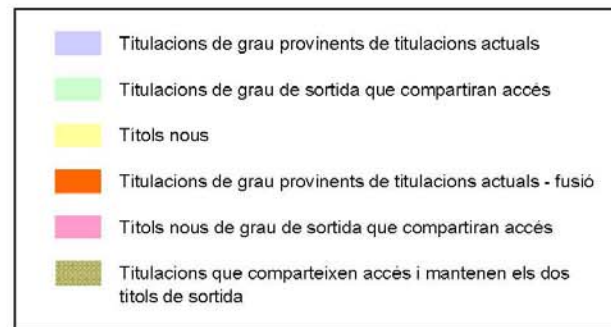 Titulacions de grau provinents de titulacions actuals
Titulacions de grau de sortida que compartiran accés
Títols nous
Titulacions de grau provinents de titulacions actuals - fusió
Títols nous de grau de sortida que compartiran accés
Titulacions que comparteixen accés i mantenen els dos
títols de sortida